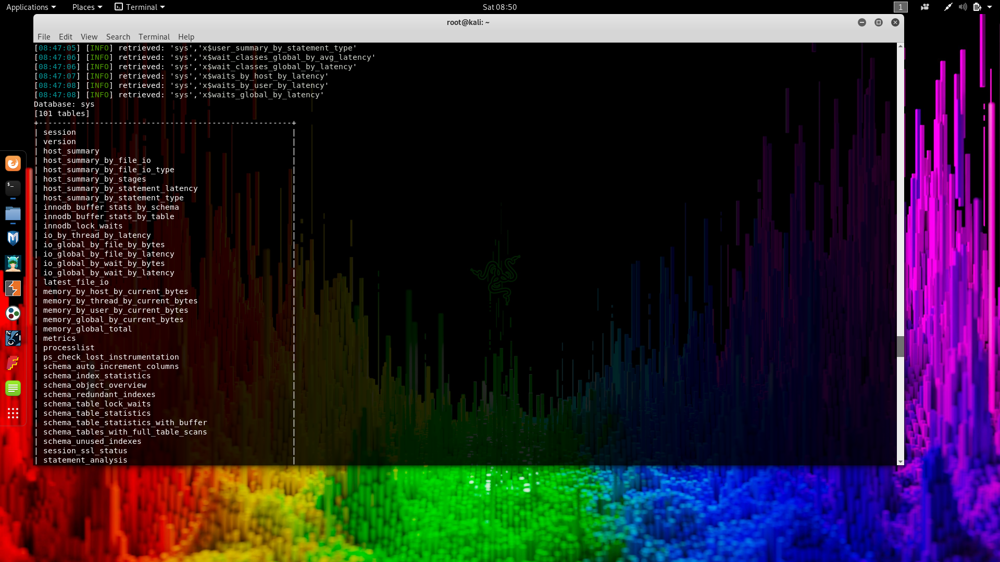 Applications Places Terminal Sat 08:50 1
root@kali: ~
File Edit View Search Terminal Help
[08:47:05] [INFO] retrieved: 'sys','x$user_summary_by_statement_type'
[08:47:06] [INFO] retrieved: 'sys','x$wait_classes_global_by_avg_latency'
[08:47:06] [INFO] retrieved: 'sys','x$wait_classes_global_by_latency'
[08:47:07] [INFO] retrieved: 'sys','x$waits_by_host_by_latency'
[08:47:08] [INFO] retrieved: 'sys','x$waits_by_user_by_latency'
[08:47:08] [INFO] retrieved: 'sys','x$waits_global_by_latency'
Database: sys
[101 tables]
+------------------------------------------------------+
| session |
| version |
| host_summary |
| host_summary_by_file_io |
| host_summary_by_file_io_type |
| host_summary_by_stages |
| host_summary_by_statement_latency |
| host_summary_by_statement_type |
| innodb_buffer_stats_by_schema |
| innodb_buffer_stats_by_table |
| innodb_lock_waits |
| io_by_thread_by_latency |
| io_global_by_file_by_bytes |
| io_global_by_file_by_latency |
| io_global_by_wait_by_bytes |
| io_global_by_wait_by_latency |
| latest_file_io |
| memory_by_host_by_current_bytes |
| memory_by_thread_by_current_bytes |
| memory_by_user_by_current_bytes |
| memory_global_by_current_bytes |
| memory_global_total |
| metrics |
| processlist |
| ps_check_lost_instrumentation |
| schema_auto_increment_columns |
| schema_index_statistics |
| schema_object_overview |
| schema_redundant_indexes |
| schema_table_lock_waits |
| schema_table_statistics |
| schema_table_statistics_with_buffer |
| schema_tables_with_full_table_scans |
| schema_unused_indexes |
| session_ssl_status |
| statement_analysis |